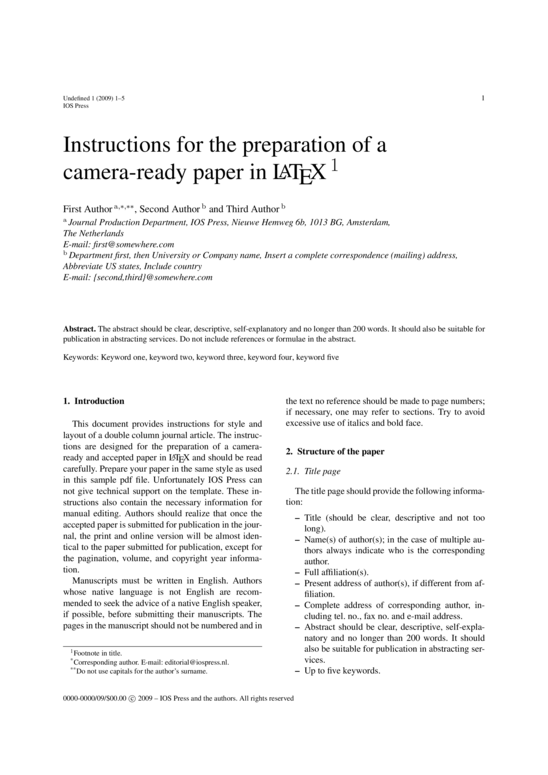 Undefined 1 (2009) 1–5 1
IOS Press
Instructions for the preparation of a
camera-ready paper in LATEX 1
First Author a,*,**, Second Author b and Third Author b
a Journal Production Department, IOS Press, Nieuwe Hemweg 6b, 1013 BG, Amsterdam,
The Netherlands
E-mail: first@somewhere.com
b Department first, then University or Company name, Insert a complete correspondence (mailing) address,
Abbreviate US states, Include country
E-mail: {second,third}@somewhere.com
Abstract. The abstract should be clear, descriptive, self-explanatory and no longer than 200 words. It should also be suitable for
publication in abstracting services. Do not include references or formulae in the abstract.
Keywords: Keyword one, keyword two, keyword three, keyword four, keyword five
1. Introduction
This document provides instructions for style and
layout of a double column journal article. The instruc-
tions are designed for the preparation of a camera-
ready and accepted paper in LATEX and should be read
carefully. Prepare your paper in the same style as used
in this sample pdf file. Unfortunately IOS Press can
not give technical support on the template. These in-
structions also contain the necessary information for
manual editing. Authors should realize that once the
accepted paper is submitted for publication in the jour-
nal, the print and online version will be almost iden-
tical to the paper submitted for publication, except for
the pagination, volume, and copyright year informa-
tion.
Manuscripts must be written in English. Authors
whose native language is not English are recom-
mended to seek the advice of a native English speaker,
if possible, before submitting their manuscripts. The
pages in the manuscript should not be numbered and in
1Footnote in title.
*Corresponding author. E-mail: editorial@iospress.nl.
**Do not use capitals for the author's surname.
the text no reference should be made to page numbers;
if necessary, one may refer to sections. Try to avoid
excessive use of italics and bold face.
2. Structure of the paper
2.1. Title page
The title page should provide the following informa-
tion:
– Title (should be clear, descriptive and not too
long).
– Name(s) of author(s); in the case of multiple au-
thors always indicate who is the corresponding
author.
– Full affiliation(s).
– Present address of author(s), if different from af-
filiation.
– Complete address of corresponding author, in-
cluding tel. no., fax no. and e-mail address.
– Abstract should be clear, descriptive, self-expla-
natory and no longer than 200 words. It should
also be suitable for publication in abstracting ser-
vices.
– Up to five keywords.
0000-0000/09/$00.00 © 2009 – IOS Press and the authors. All rights reserved